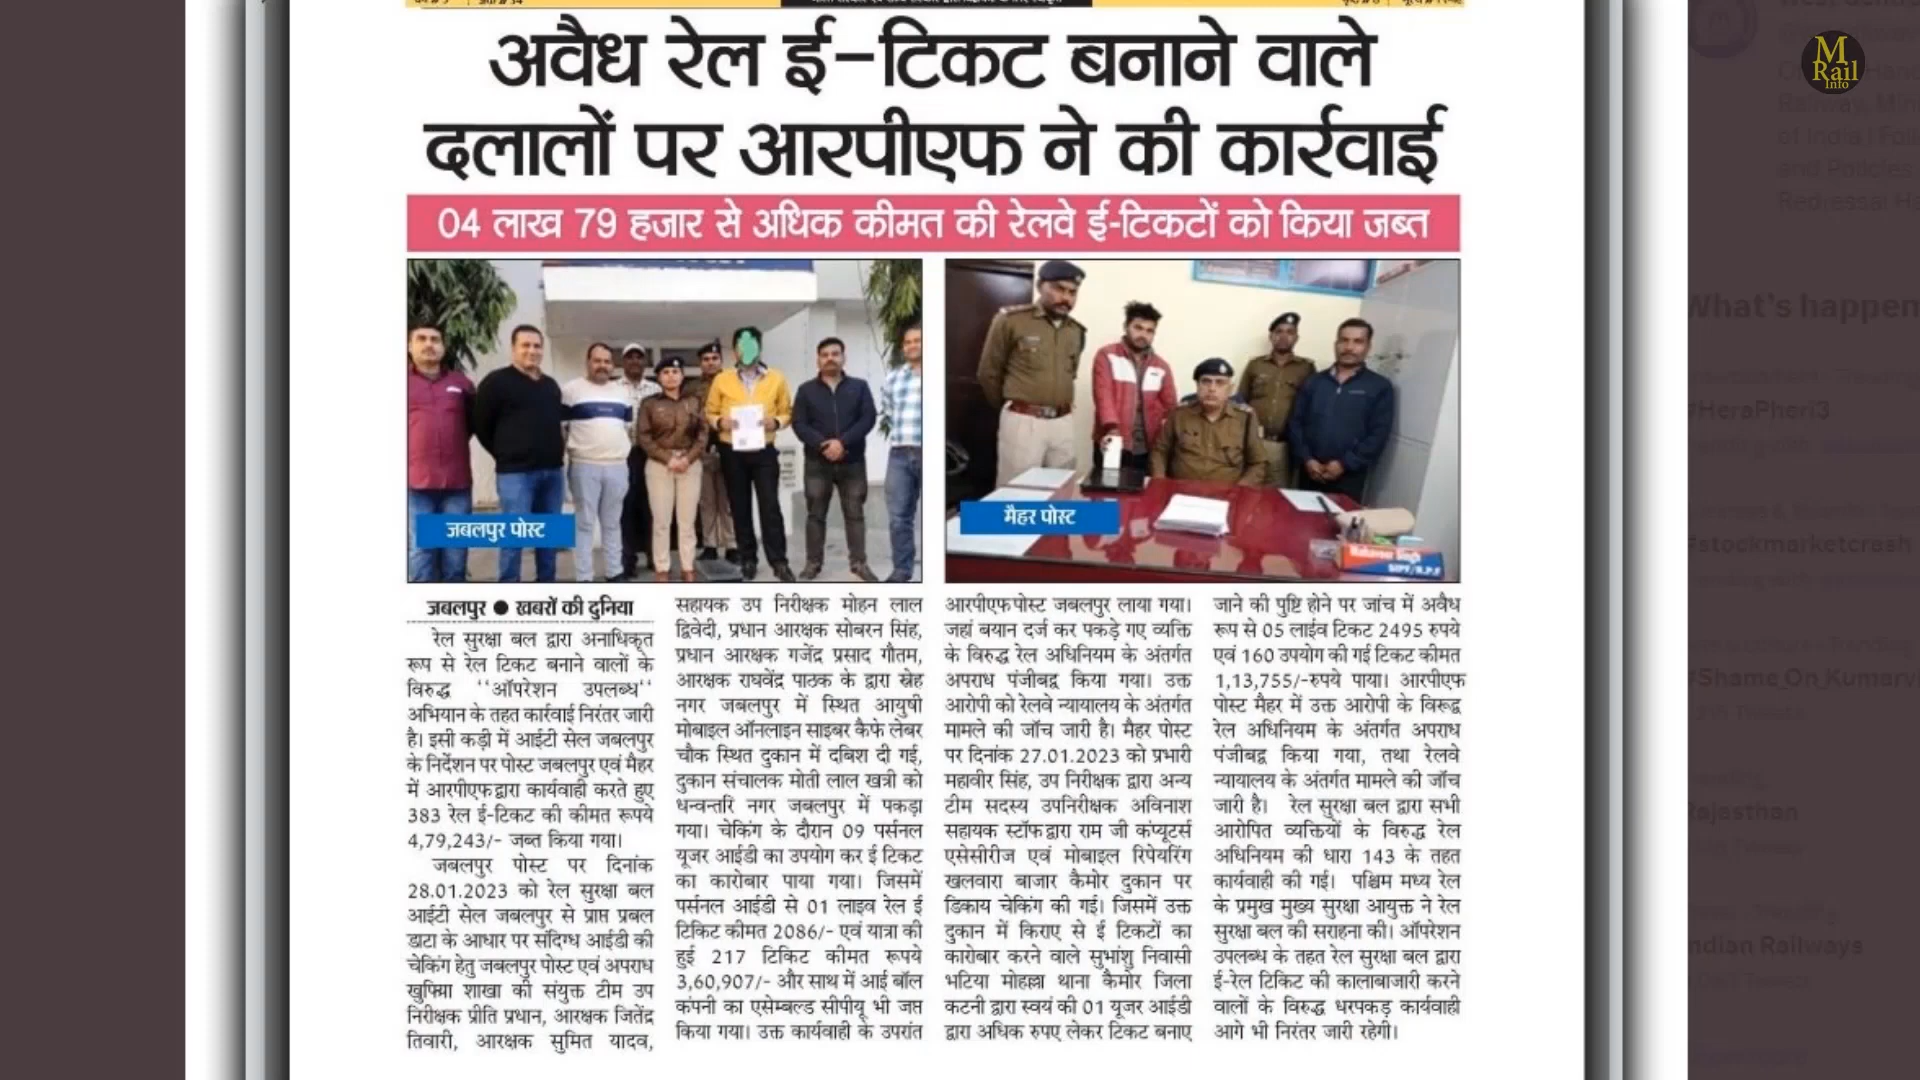 अवैध रेल ई-टिकट बनाने वाले
दलालों पर आरपीएफ ने की कार्रवाई
04 लाख 79 हजार से अधिक कीमत की रेलवे ई-टिकटों को किया जब्त
जबलपुर पोस्ट
मैहर पोस्ट
जबलपुर ● खबरों की दुनिया
रेल सुरक्षा बल द्वारा अनाधिकृत
रूप से रेल टिकट बनाने वालों के
विरुद्ध ''ऑपरेशन उपलब्ध''
अभियान के तहत कार्रवाई निरंतर जारी
है। इसी कड़ी में आईटी सेल जबलपुर
के निर्देशन पर पोस्ट जबलपुर एवं मैहर
में आरपीएफ द्वारा कार्यवाही करते हुए
383 रेल ई-टिकट की कीमत रूपये
4,79,243/- जब्त किया गया।
जबलपुर पोस्ट पर दिनांक
28.01.2023 को रेल सुरक्षा बल
आईटी सेल जबलपुर से प्राप्त प्रबल
डाटा के आधार पर संदिग्ध आईडी की
चेकिंग हेतु जबलपुर पोस्ट एवं अपराध
खुफिया शाखा की संयुक्त टीम उप
निरीक्षक प्रीति प्रधान, आरक्षक जितेंद्र
तिवारी, आरक्षक सुमित यादव,
सहायक उप निरीक्षक मोहन लाल
द्विवेदी, प्रधान आरक्षक सोबरन सिंह,
प्रधान आरक्षक गजेंद्र प्रसाद गौतम,
आरक्षक राघवेंद्र पाठक के द्वारा स्नेह
नगर जबलपुर में स्थित आयुषी
मोबाइल ऑनलाइन साइबर कैफे लेबर
चौक स्थित दुकान में दबिश दी गई,
दुकान संचालक मोती लाल खत्री को
धन्वन्तरि नगर जबलपुर में पकड़ा
गया। चेकिंग के दौरान 09 पर्सनल
यूजर आईडी का उपयोग कर ई टिकट
का कारोबार पाया गया। जिसमें
पर्सनल आईडी से 01 लाइव रेल ई
टिकिट कीमत 2086/- एवं यात्रा की
हुई 217 टिकिट कीमत रूपये
3,60,907/- और साथ में आई बॉल
कंपनी का एसेम्बल्ड सीपीयू भी जप्त
किया गया। उक्त कार्यवाही के उपरांत
आरपीएफ पोस्ट जबलपुर लाया गया।
जहां बयान दर्ज कर पकड़े गए व्यक्ति
के विरुद्ध रेल अधिनियम के अंतर्गत
अपराध पंजीबद्व किया गया। उक्त
आरोपी को रेलवे न्यायालय के अंतर्गत
मामले की जॉच जारी है। मैहर पोस्ट
पर दिनांक 27.01.2023 को प्रभारी
महावीर सिंह, उप निरीक्षक द्वारा अन्य
टीम सदस्य उपनिरीक्षक अविनाश
सहायक स्टॉफ द्वारा राम जी कंप्यूटर्स
एसेसीरीज एवं मोबाइल रिपेयरिंग
खलवारा बाजार कैमोर दुकान पर
डिकाय चेकिंग की गई। जिसमें उक्त
दुकान में किराए से ई टिकटों का
कारोबार करने वाले सुभांशु निवासी
भटिया मोहल्ला थाना कैमोर जिला
कटनी द्वारा स्वयं की 01 यूजर आईडी
द्वारा अधिक रुपए लेकर टिकट बनाए
जाने की पुष्टि होने पर जांच में अवैध
रूप से 05 लाईव टिकट 2495 रुपये
एवं 160 उपयोग की गई टिकट कीमत
1,13,755/-रुपये पाया। आरपीएफ
पोस्ट मैहर में उक्त आरोपी के विरूद्व
रेल अधिनियम के अंतर्गत अपराध
पंजीबद्व किया गया, तथा रेलवे
न्यायालय के अंतर्गत मामले की जॉच
जारी है। रेल सुरक्षा बल द्वारा सभी
आरोपित व्यक्तियों के विरुद्ध रेल
अधिनियम की धारा 143 के तहत
कार्यवाही की गई। पश्चिम मध्य रेल
के प्रमुख मुख्य सुरक्षा आयुक्त ने रेल
सुरक्षा बल की सराहना की। ऑपरेशन
उपलब्ध के तहत रेल सुरक्षा बल द्वारा
ई-रेल टिकिट की कालाबाजारी करने
वालों के विरुद्ध धरपकड़ कार्यवाही
आगे भी निरंतर जारी रहेगी।
M
Rail
Info
of India | Foll
and Policies.
Redressal H
What's happen
#HeraPheri3
#stockmarketcrash
#Shame_On_Kumarv
Rajasthan
Indian Railways